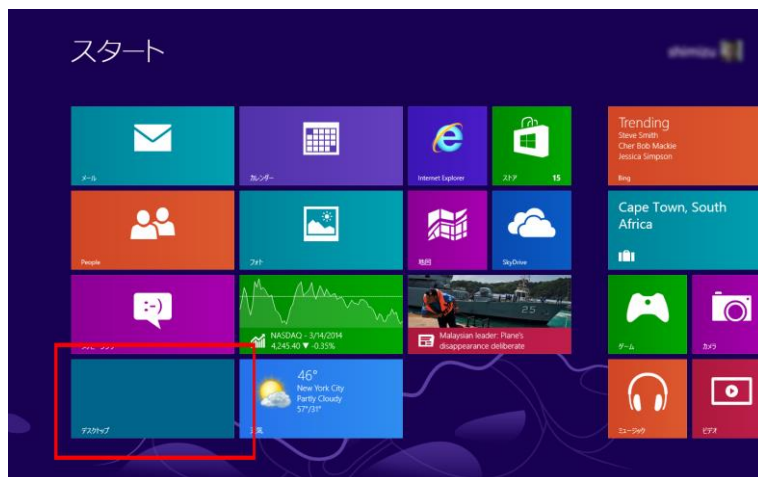 スタート
shimizu
メール
カレンダー
Internet Explorer
ストア
15
Trending
Steve Smith
Cher Bob Mackie
Jessica Simpson
Bing
People
フォト
地図
SkyDrive
Cape Town, South
Africa
:-)
NASDAQ - 3/14/2014
4,245.40 ▼ -0.35%
25
Malaysian leader: Plane's
disappearance deliberate
ゲーム
カメラ
デスクトップ
46°
New York City
Partly Cloudy
57°/31°
天気
ミュージック
ビデオ